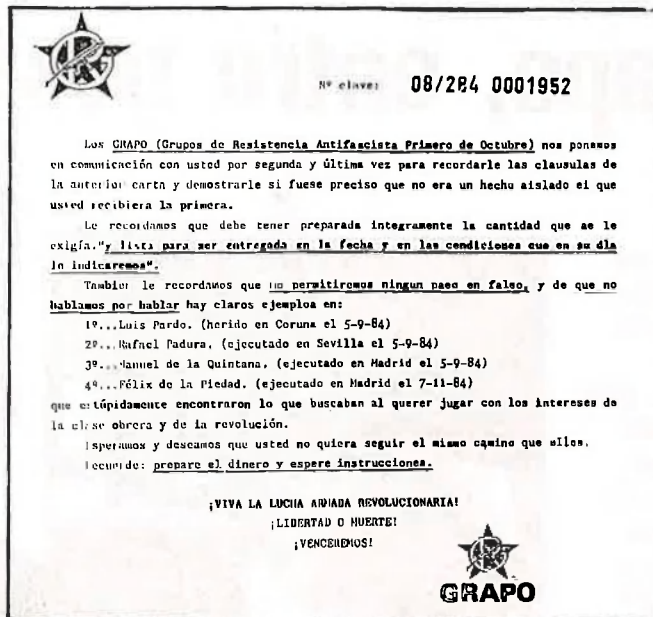 Nº clave: 08/2B4 0001952
Los GRAPO (Grupos de Resistencia Antifascista Primero de Octubre) nos ponemos
en comunicación con usted por segunda y última vez para recordarle las clausulas de
la anterior carta y demostrarle si fuese preciso que no era un hecho aislado el que
usted recibiera la primera.
Le recordamos que debe tener preparada integramente la cantidad que se le
exigía."y lista para ser entregada en la fecha y en las condiciones que en su dia
le indicaremos".
Tambien le recordamos que no permitiremos ningun paso en falso, y de que no
hablamos por hablar hay claros ejemplos en:
1º...Luis Pardo. (herido en Coruna el 5-9-84)
2º...Rafael Padura. (ejecutado en Sevilla el 5-9-84)
3º...Manuel de la Quintana. (ejecutado en Madrid el 5-9-84)
4º...Félix de la Piedad. (ejecutado en Madrid el 7-11-84)
que estúpidamente encontraron lo que buscaban al querer jugar con los intereses de
la clase obrera y de la revolución.
Esperamos y deseamos que usted no quiera seguir el mismo camino que ellos.
Recuerde: prepare el dinero y espere instrucciones.
¡VIVA LA LUCHA ARMADA REVOLUCIONARIA!
¡LIBERTAD O MUERTE!
¡VENCEREMOS!
GRAPO